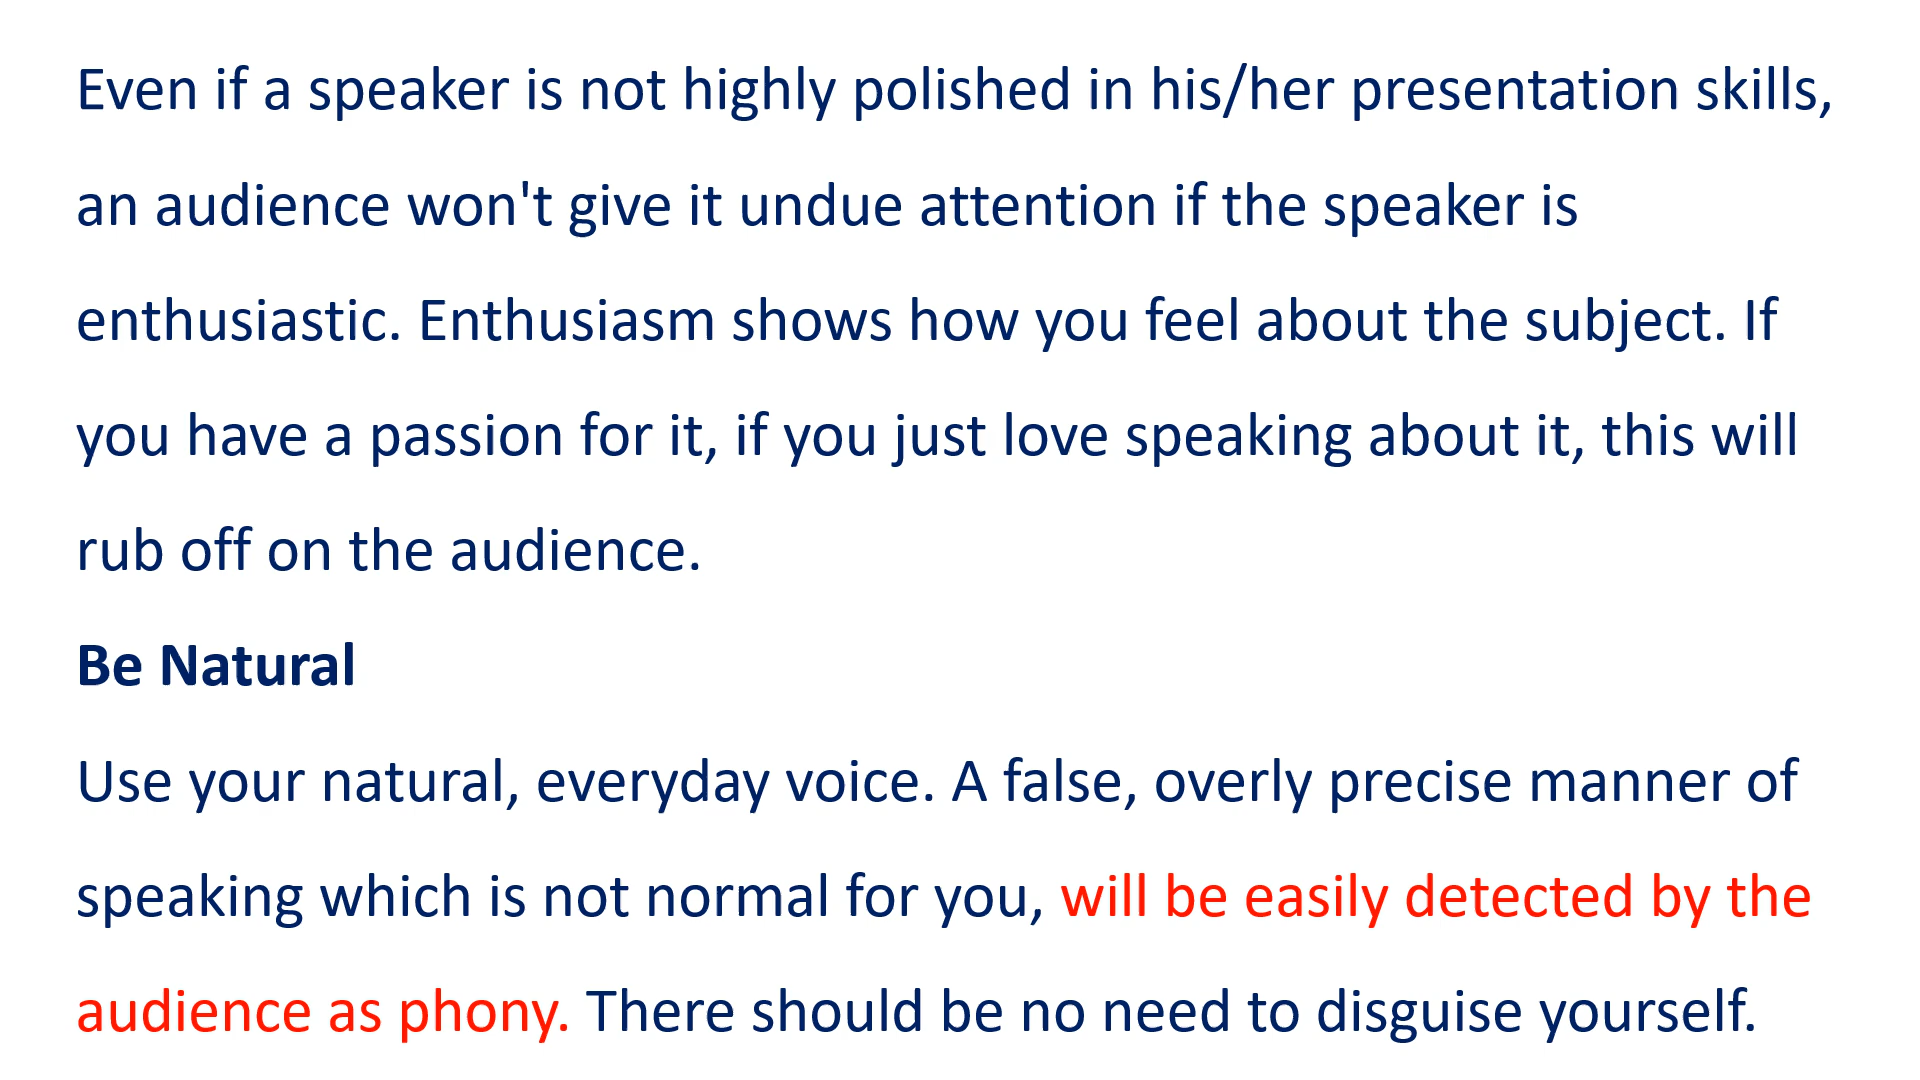 Even if a speaker is not highly polished in his/her presentation skills,
an audience won't give it undue attention if the speaker is
enthusiastic. Enthusiasm shows how you feel about the subject. If
you have a passion for it, if you just love speaking about it, this will
rub off on the audience.
Be Natural
Use your natural, everyday voice. A false, overly precise manner of
speaking which is not normal for you, will be easily detected by the
audience as phony. There should be no need to disguise yourself.